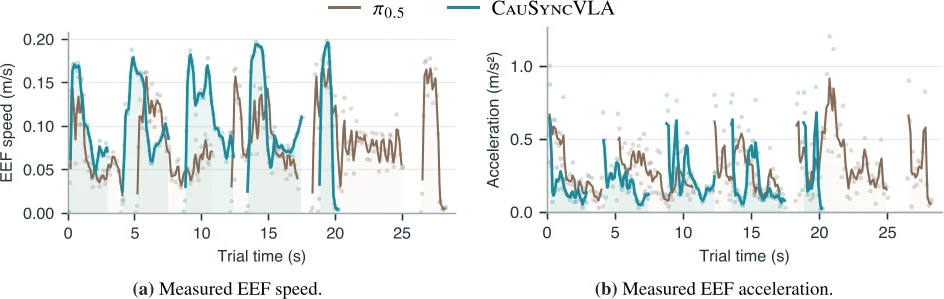 π0.5 CAUSYNCVLA
EEF speed (m/s)
0.20
0.15
0.10
0.05
0.00
0 5 10 15 20 25
Trial time (s)
(a) Measured EEF speed.
Acceleration (m/s²)
1.0
0.5
0.0
0 5 10 15 20 25
Trial time (s)
(b) Measured EEF acceleration.